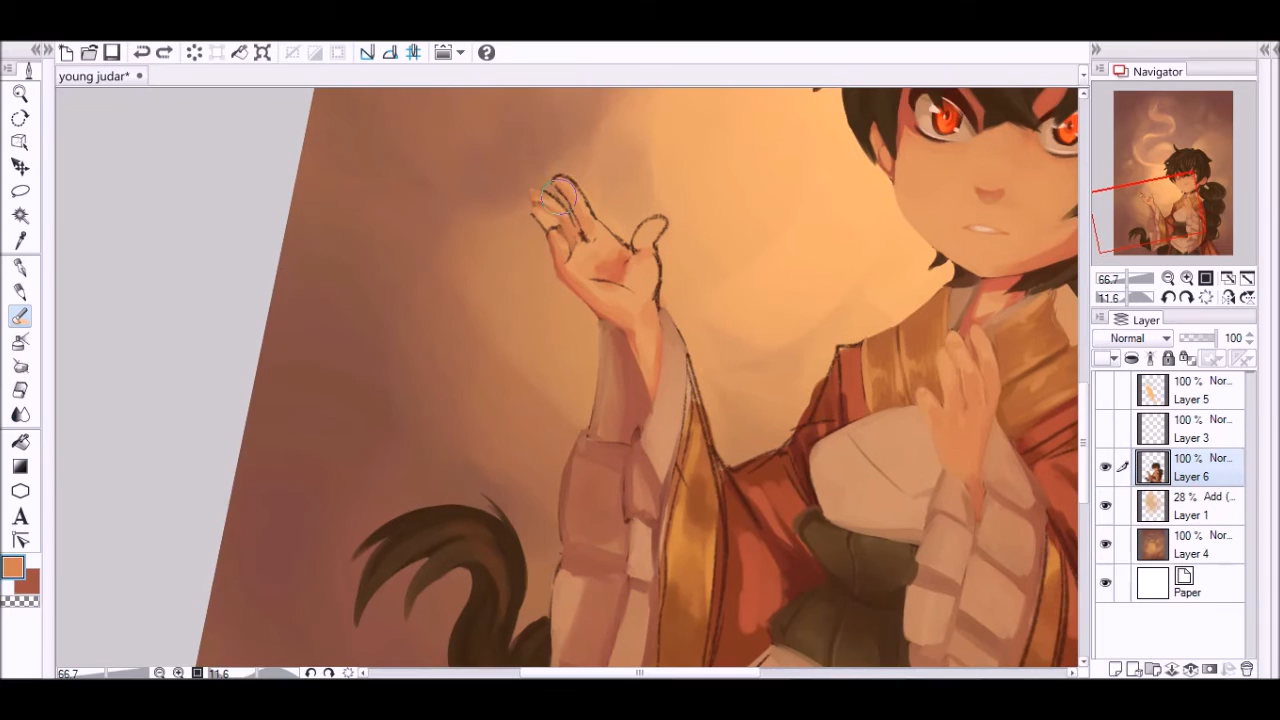 young judar*
Navigator
66.7
11.6
Layer
Normal
100
100 % Nor...
Layer 5
100 % Nor...
Layer 3
100 % Nor...
Layer 6
28 % Add (...
Layer 1
100 % Nor...
Layer 4
Paper
66.7
11.6